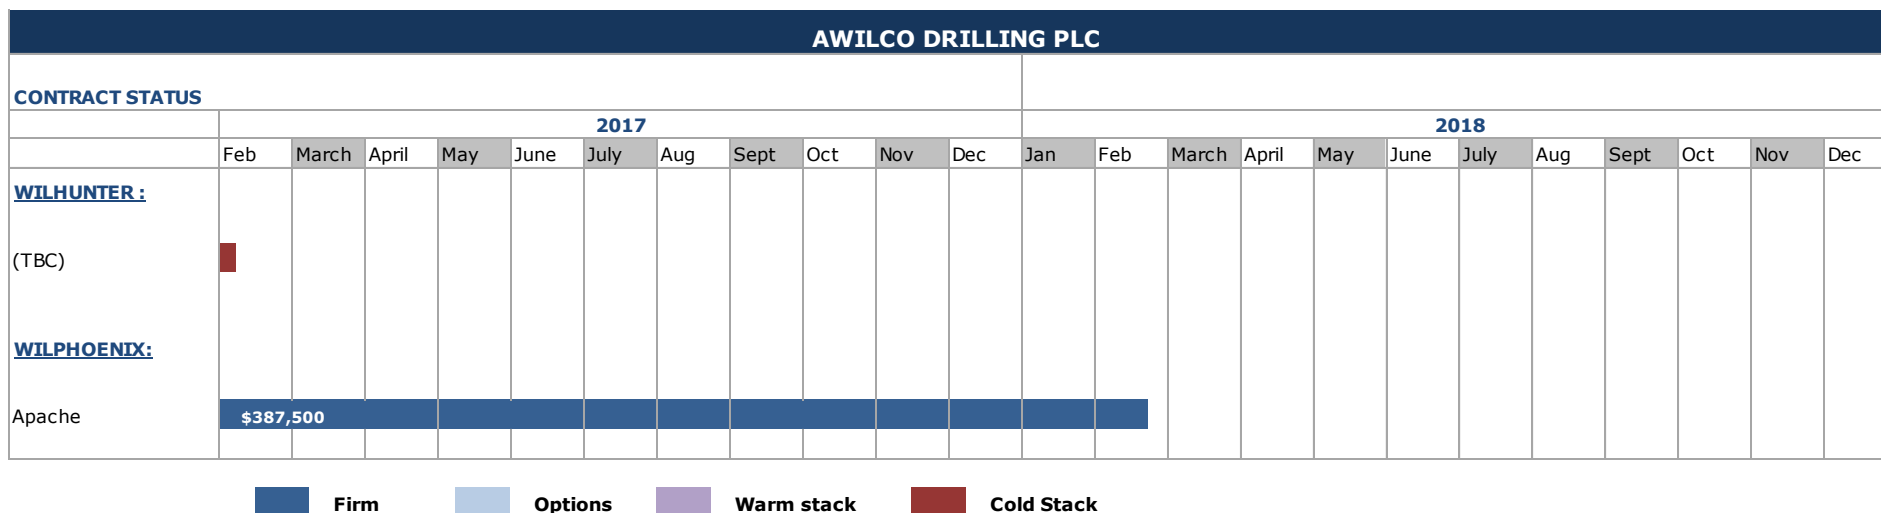 AWILCO DRILLING PLC
CONTRACT STATUS
2017 2018
Feb March April May June July Aug Sept Oct Nov Dec Jan Feb March April May June July Aug Sept Oct Nov Dec
WILHUNTER :
(TBC)
WILPHOENIX:
Apache $387,500
Firm Options Warm stack Cold Stack